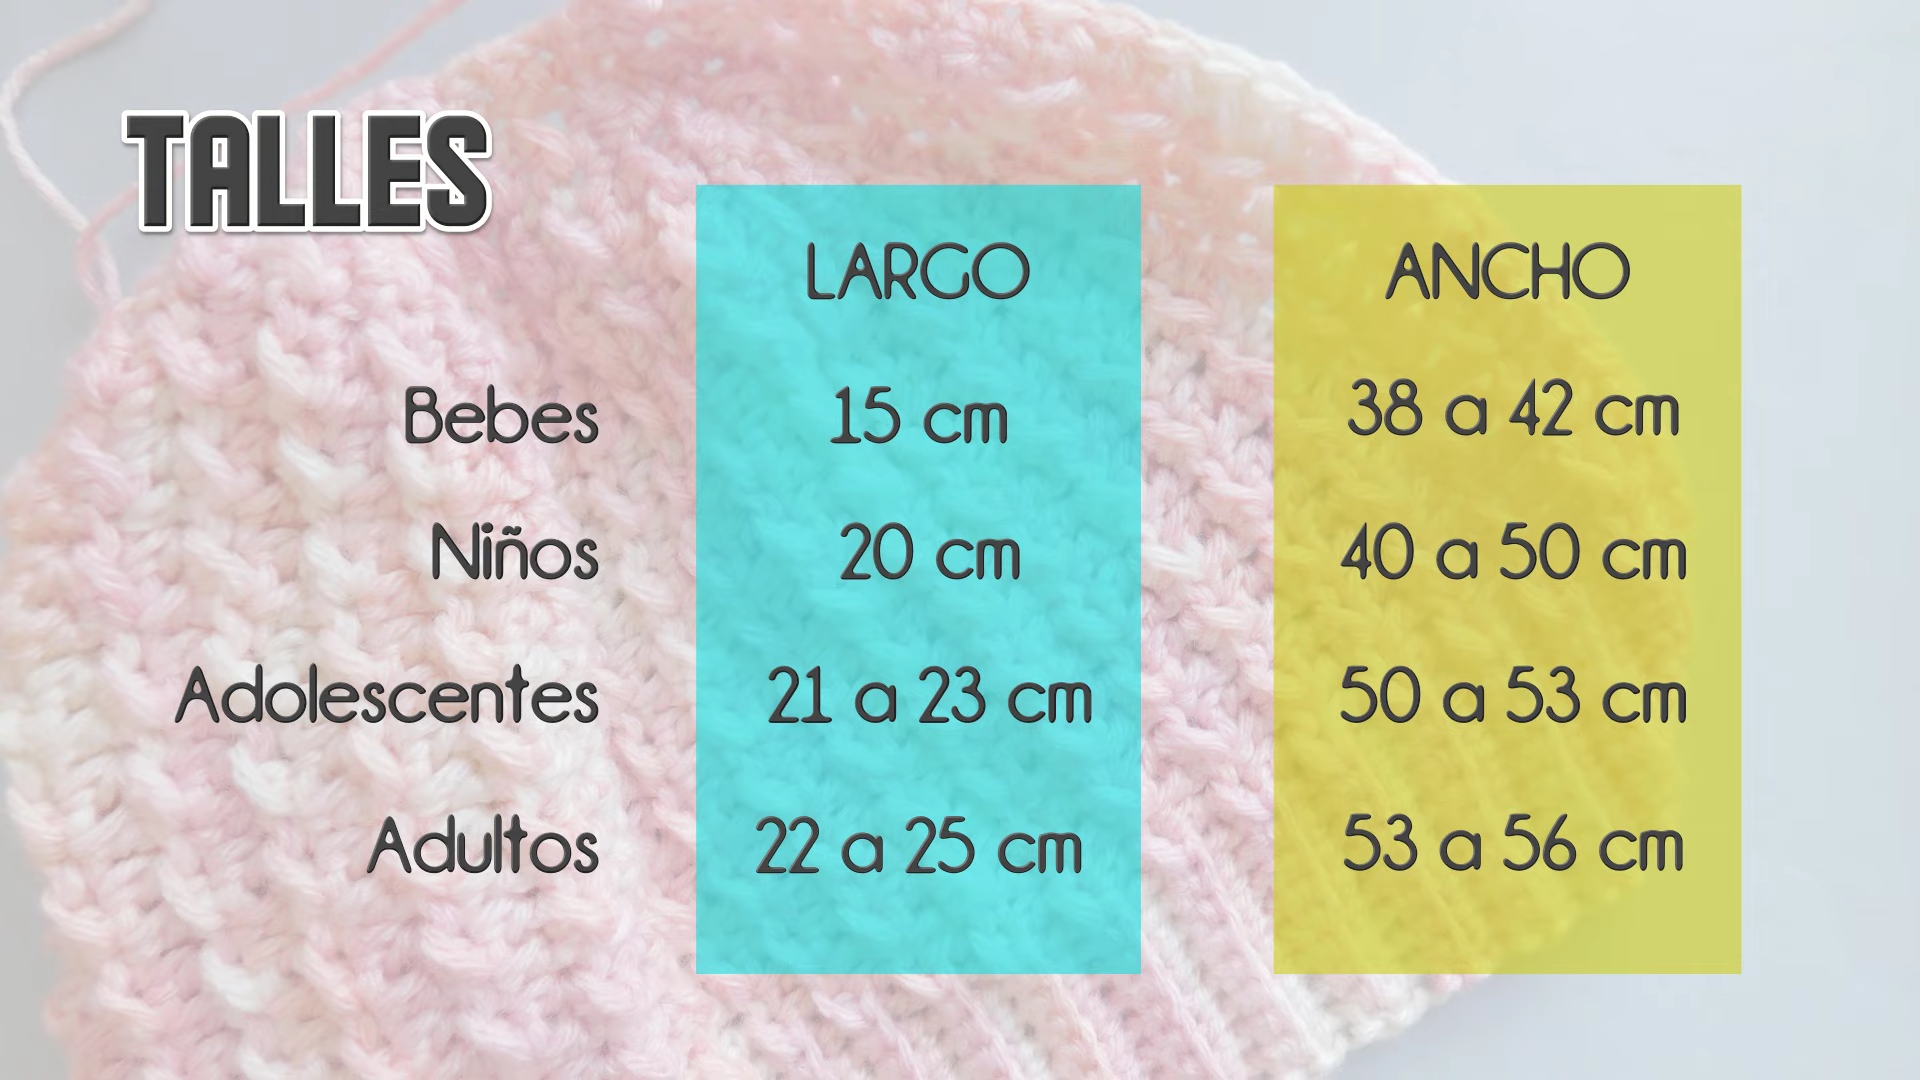 TALLES
LARGO ANCHO
Bebes 15 cm 38 a 42 cm
Niños 20 cm 40 a 50 cm
Adolescentes 21 a 23 cm 50 a 53 cm
Adultos 22 a 25 cm 53 a 56 cm